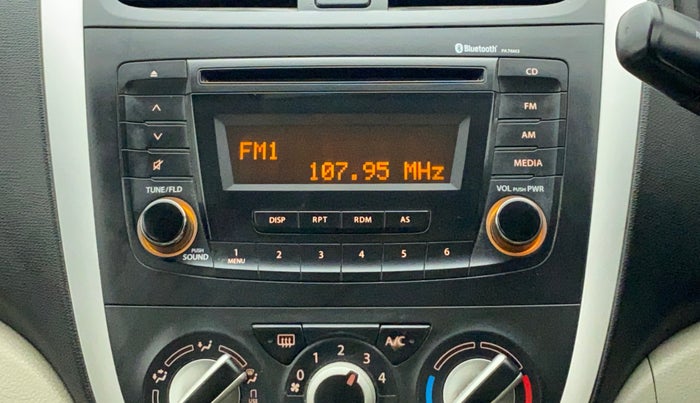 Bluetooth
CD
FM
AM
MEDIA
FM1
107.95 MHz
TUNE/FLD
VOL PUSH PWR
DISP RPT RDM AS
PUSH
SOUND
1 2 3 4 5 6
MENU
A/C
0 1 2 3 4